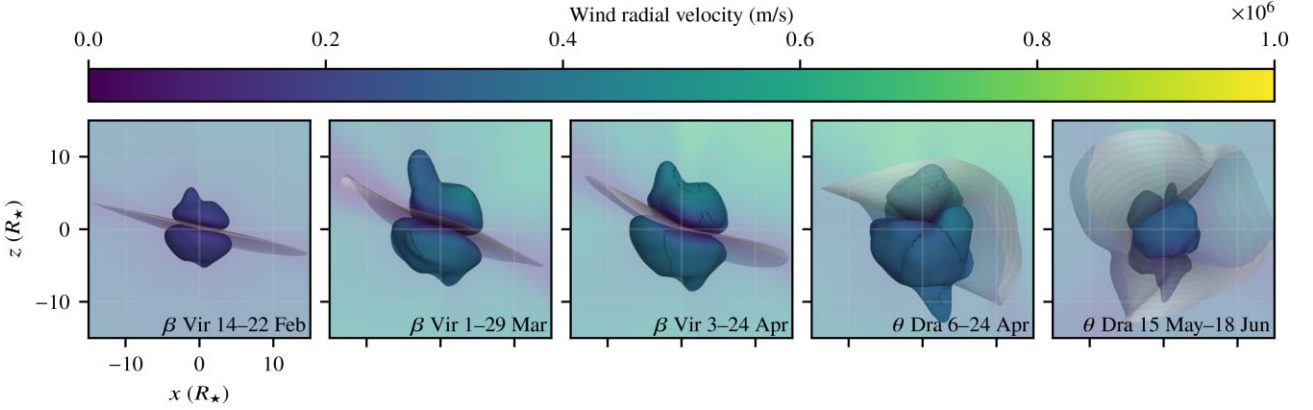 Wind radial velocity (m/s)
×10⁶
0.0 0.2 0.4 0.6 0.8 1.0
z (R★)
10
0
−10
β Vir 14–22 Feb
β Vir 1–29 Mar
β Vir 3–24 Apr
θ Dra 6–24 Apr
θ Dra 15 May–18 Jun
−10 0 10
x (R★)